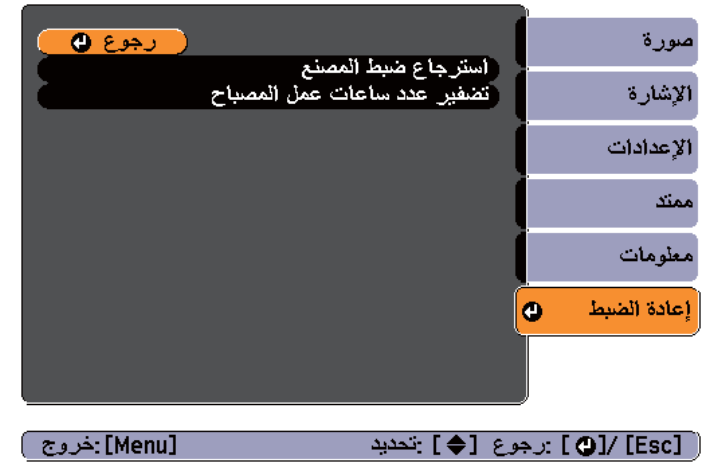 صورة
الإشارة
الإعدادات
ممتد
معلومات
إعادة الضبط
رجوع
استرجاع ضبط المصنع
تضفير عدد ساعات عمل المصباح
[Esc] /[ ] :رجوع [ ] :تحديد [Menu] :خروج